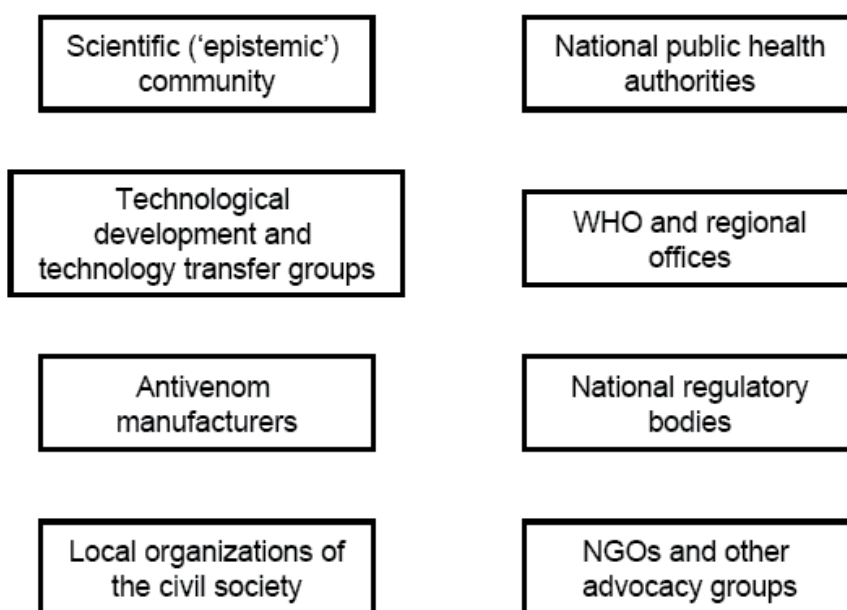 Scientific (‘epistemic’)
community
National public health
authorities
Technological
development and
technology transfer groups
WHO and regional
offices
Antivenom
manufacturers
National regulatory
bodies
Local organizations of
the civil society
NGOs and other
advocacy groups